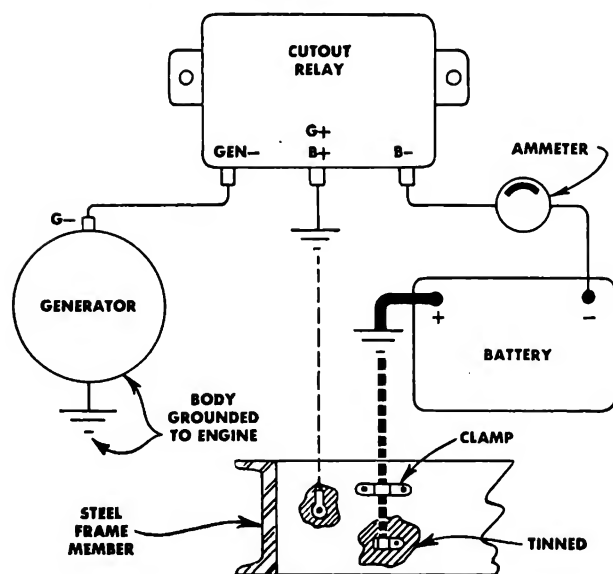 CUTOUT
RELAY
G+
GEN– B+ B–
AMMETER
G–
GENERATOR
+ –
BATTERY
BODY
GROUNDED
TO ENGINE
CLAMP
STEEL
FRAME
MEMBER
TINNED